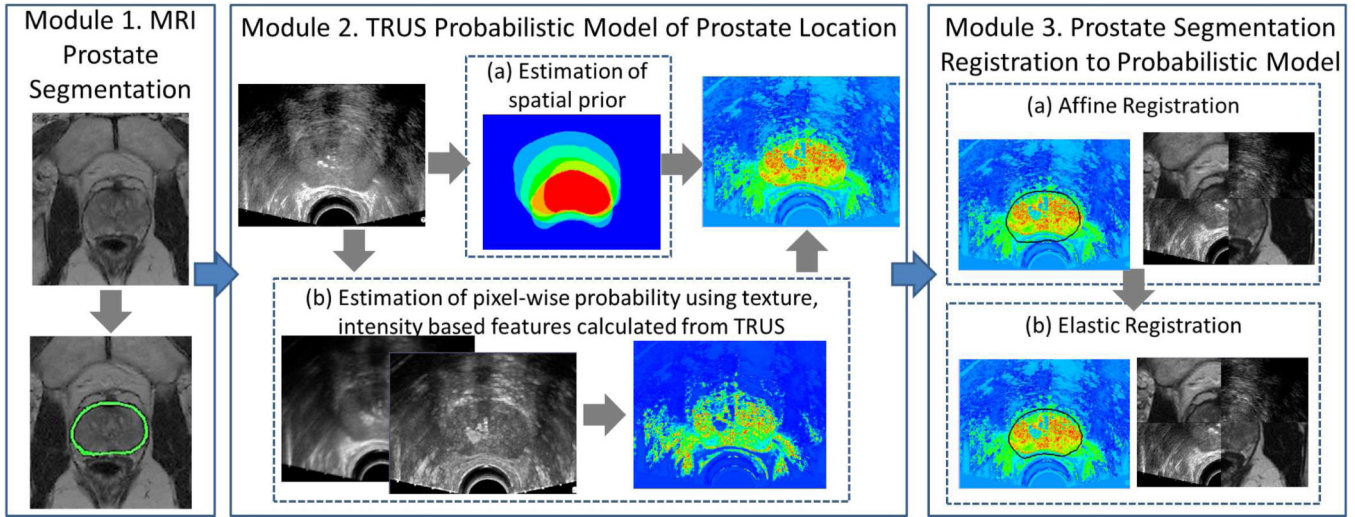 Module 1. MRI
Prostate
Segmentation
Module 2. TRUS Probabilistic Model of Prostate Location
(a) Estimation of
spatial prior
(b) Estimation of pixel-wise probability using texture,
intensity based features calculated from TRUS
Module 3. Prostate Segmentation
Registration to Probabilistic Model
(a) Affine Registration
(b) Elastic Registration